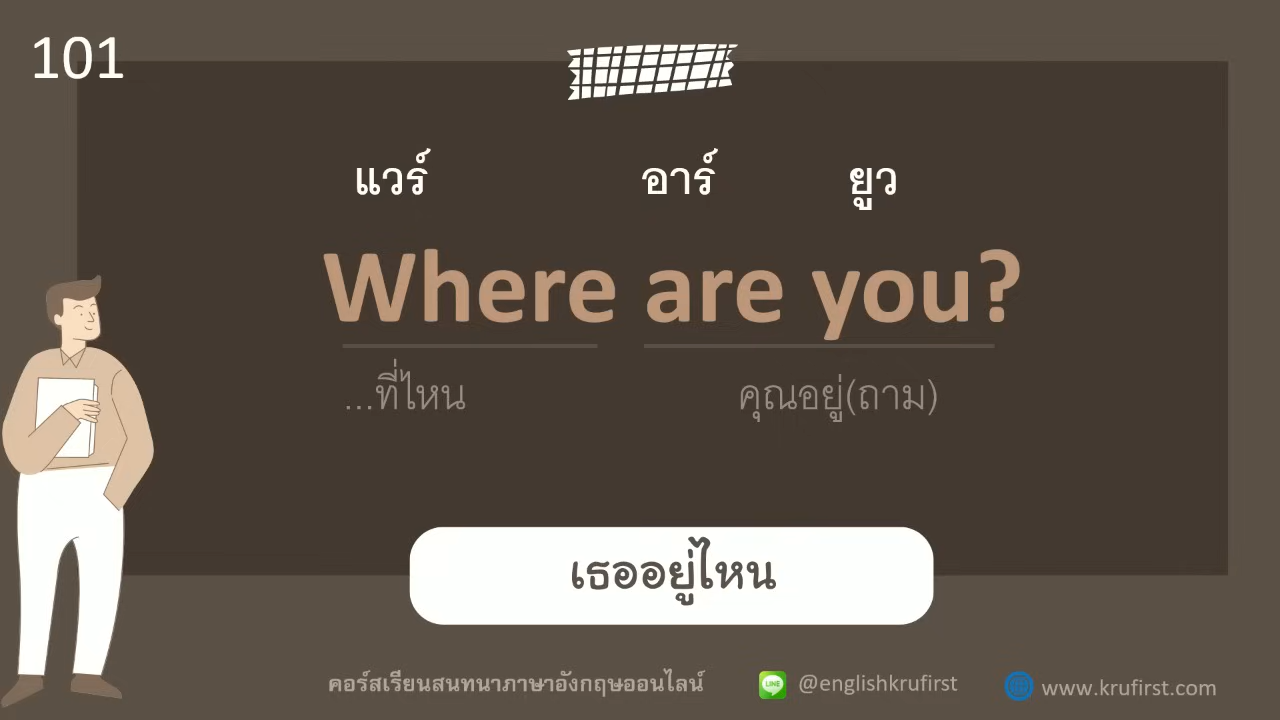 101
แวร์ อาร์ ยูว
Where are you?
...ที่ไหน คุณอยู่(ถาม)
เธออยู่ไหน
คอร์สเรียนสนทนาภาษาอังกฤษออนไลน์ LINE @englishkrufirst www.krufirst.com